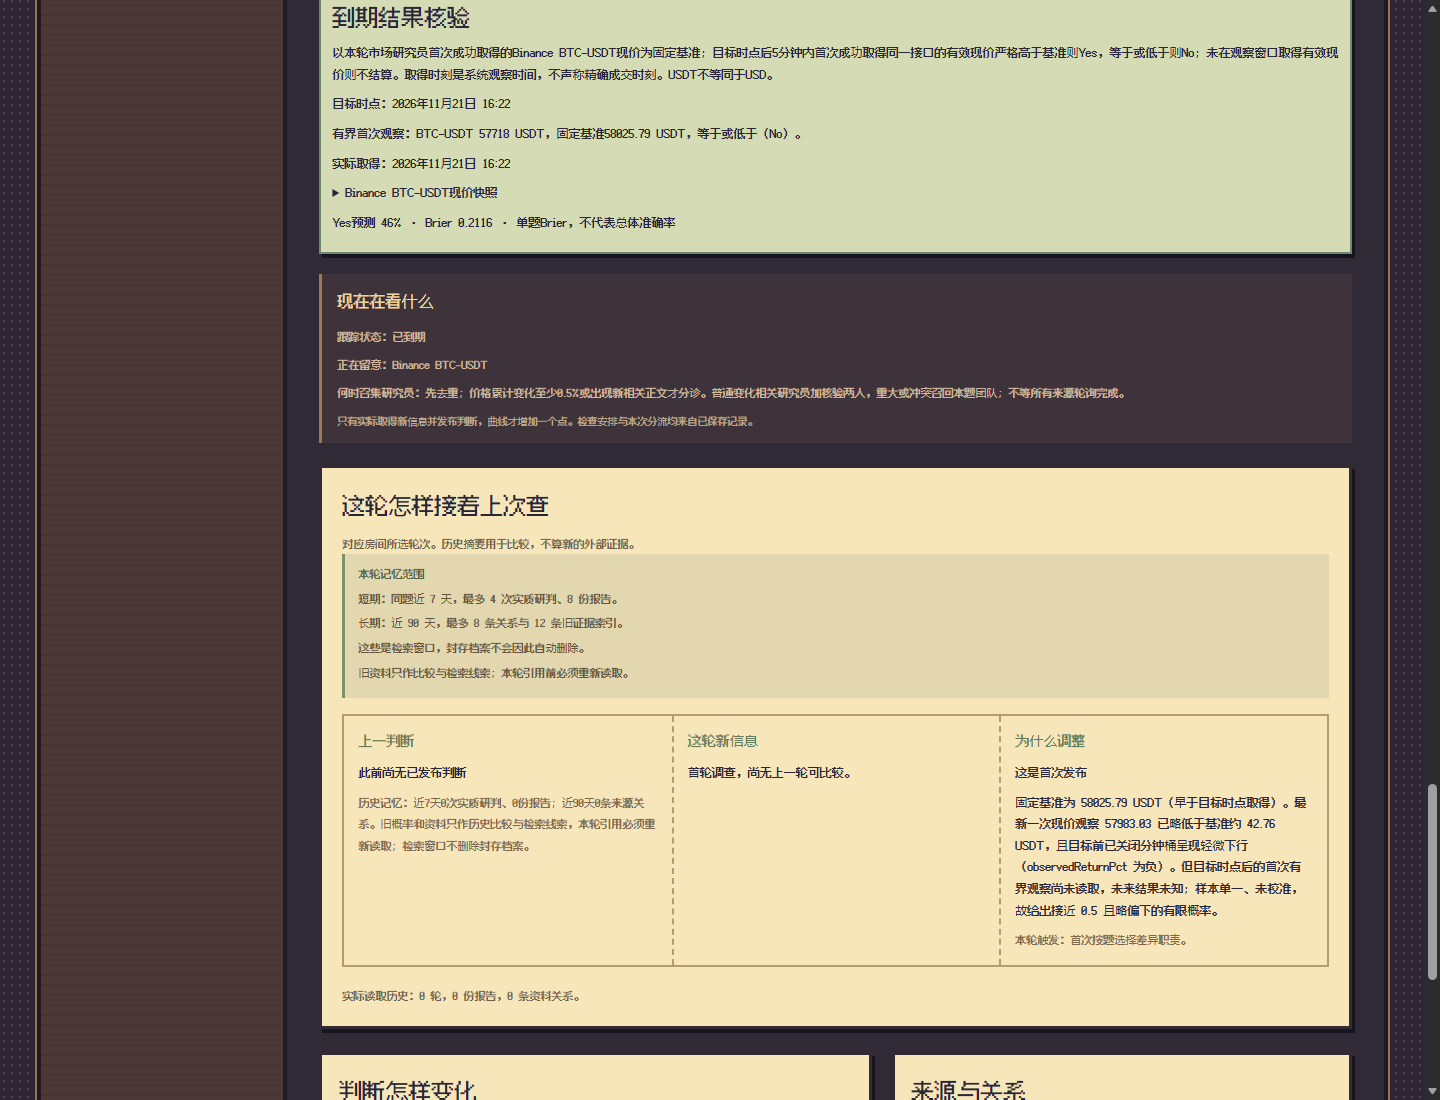 到期结果核验
以本轮市场研究员首次成功取得的Binance BTC-USDT现价为固定基准；目标时点后5分钟内首次成功取得同一接口的有效现价严格高于基准则Yes，等于或低于则No；未在观察窗口取得有效现
价则不结算。取得时刻是系统观察时间，不声称精确成交时刻。USDT不等同于USD。
目标时点：2026年11月21日 16:22
有界首次观察：BTC-USDT 57718 USDT，固定基准58025.79 USDT，等于或低于（No）。
实际取得：2026年11月21日 16:22
▶ Binance BTC-USDT现价快照
Yes预测 46% · Brier 0.2116 · 单题Brier，不代表总体准确率
现在在看什么
跟踪状态：已到期
正在留意：Binance BTC-USDT
何时召集研究员：先去重；价格累计变化至少0.5%或出现新相关正文才分诊。普通变化相关研究员加核验两人，重大或冲突召回本题团队；不等所有来源轮询完成。
只有实际取得新信息并发布判断，曲线才增加一个点。检查安排与本次分流均来自已保存记录。
这轮怎样接着上次查
对应房间所选轮次。历史摘要用于比较，不算新的外部证据。
本轮记忆范围
短期：同题近 7 天，最多 4 次实质研判、8 份报告。
长期：近 90 天，最多 8 条关系与 12 条旧证据索引。
这些是检索窗口，封存档案不会因此自动删除。
旧资料只作比较与检索线索；本轮引用前必须重新读取。
上一判断
此前尚无已发布判断
历史记忆：近7天0次实质研判、0份报告；近90天0条来源关
系。旧概率和资料只作历史比较与检索线索，本轮引用必须重
新读取；检索窗口不删除封存档案。
这轮新信息
首轮调查，尚无上一轮可比较。
为什么调整
这是首次发布
固定基准为 58025.79 USDT（早于目标时点取得）。最
新一次现价观察 57983.03 已略低于基准约 42.76
USDT，且目标前已关闭分钟桶呈现轻微下行
（observedReturnPct 为负）。但目标时点后的首次有
界观察尚未读取，未来结果未知；样本单一、未校准，
故给出接近 0.5 且略偏下的有限概率。
本轮触发：首次按题选择差异职责。
实际读取历史：0 轮，0 份报告，0 条资料关系。
判断怎样变化
来源与关系